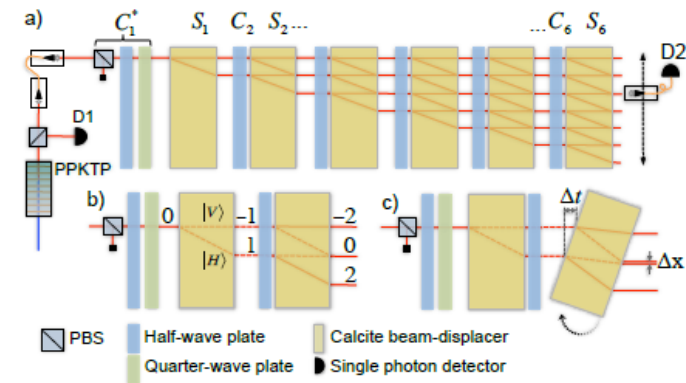 a)
C₁* S₁ C₂ S₂... ...C₆ S₆
D2
D1
PPKTP
b)
0 |V⟩ −1 −2
|H⟩ 1 0
2
c)
Δt
Δx
PBS Half-wave plate Calcite beam-displacer
Quarter-wave plate Single photon detector